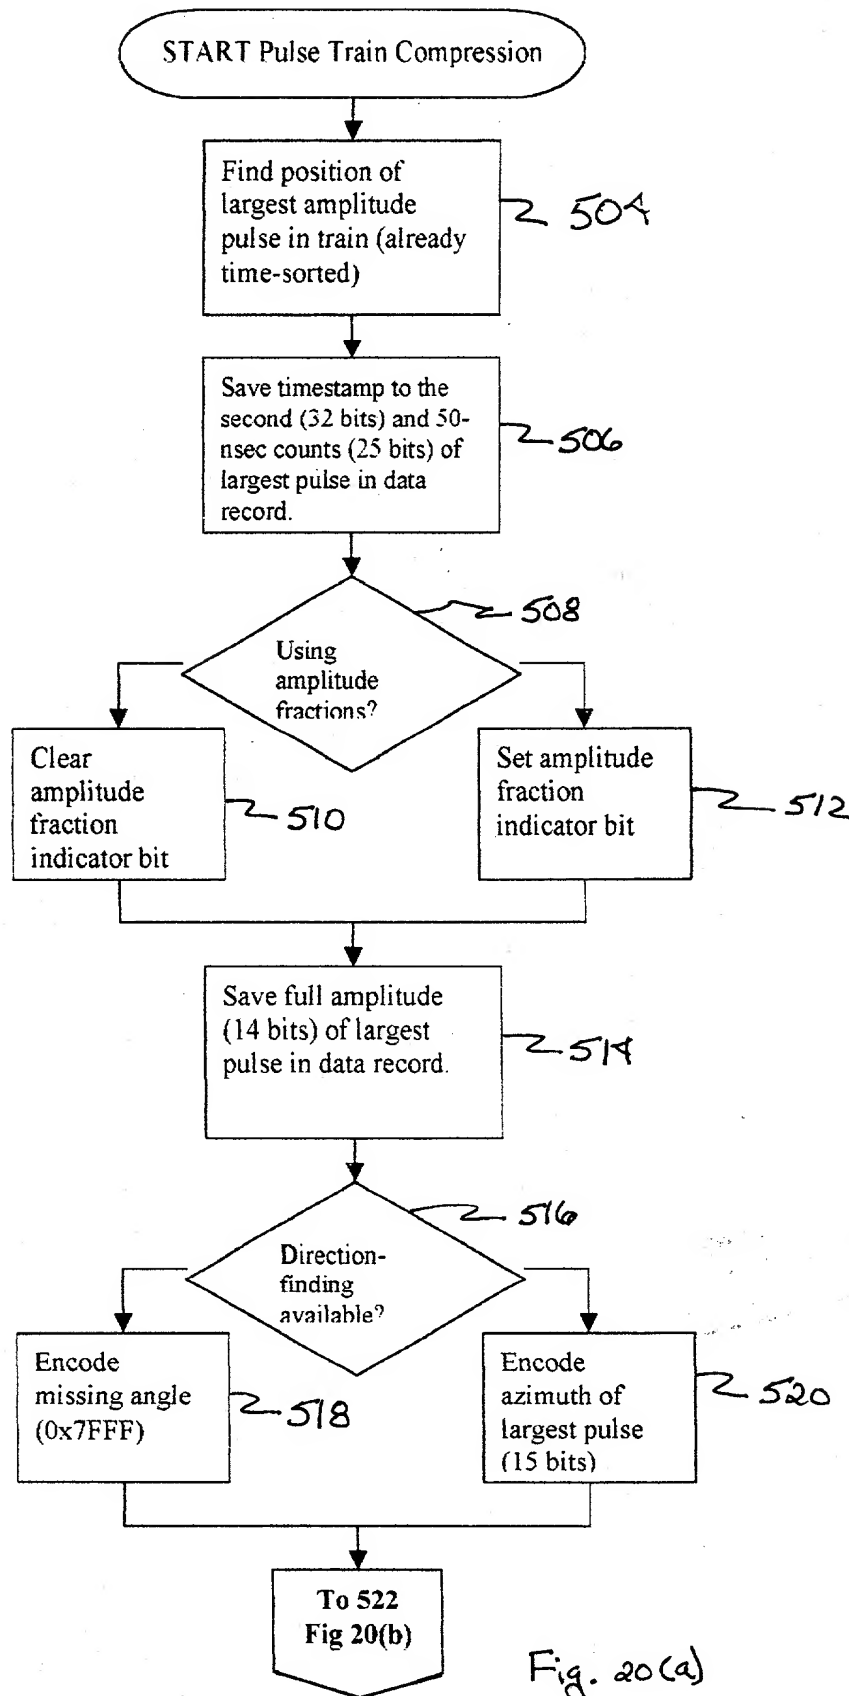 START Pulse Train Compression
Find position of
largest amplitude
pulse in train (already
time-sorted)
504
Save timestamp to the
second (32 bits) and 50-
nsec counts (25 bits) of
largest pulse in data
record.
506
508
Using
amplitude
fractions?
Clear
amplitude
fraction
indicator bit
510
Set amplitude
fraction
indicator bit
512
Save full amplitude
(14 bits) of largest
pulse in data record.
514
516
Direction-
finding
available?
Encode
missing angle
(0x7FFF)
518
Encode
azimuth of
largest pulse
(15 bits)
520
To 522
Fig 20(b)
Fig. 20(a)